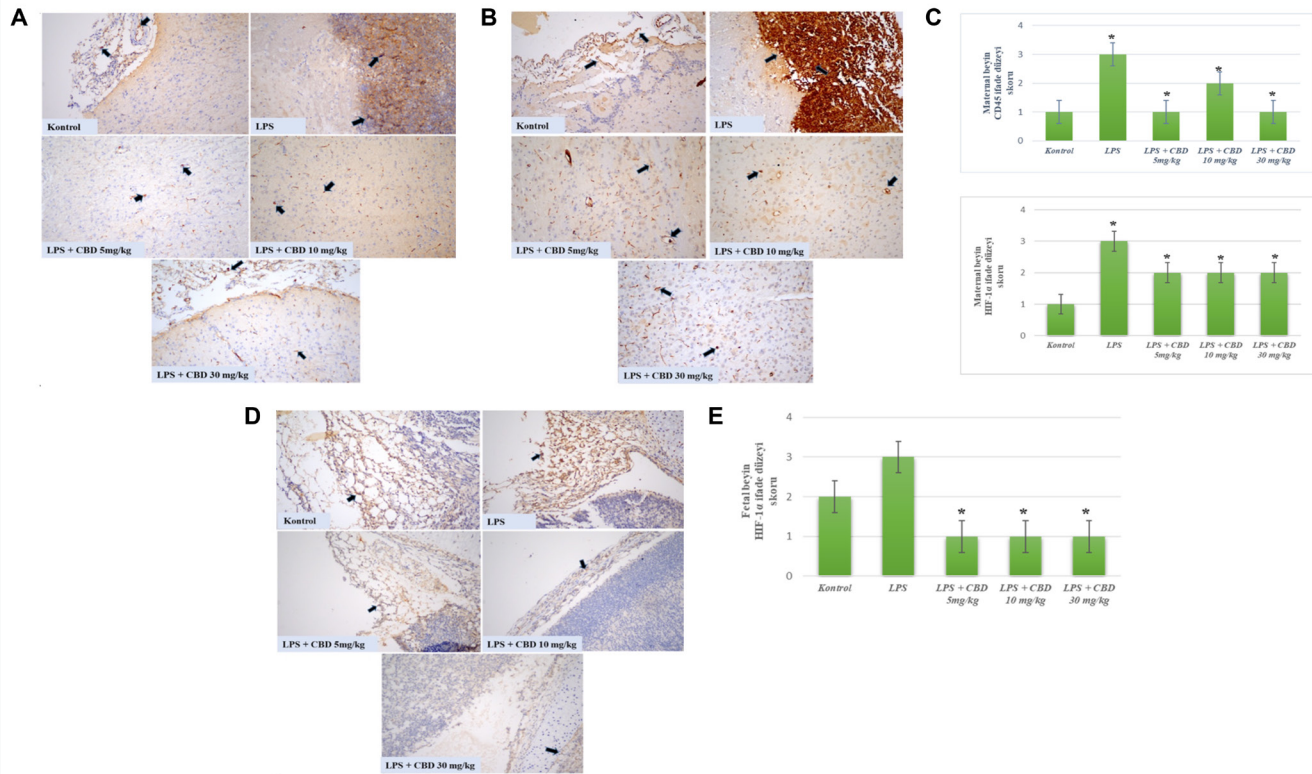 A
Kontrol
LPS
LPS + CBD 5mg/kg
LPS + CBD 10 mg/kg
LPS + CBD 30 mg/kg
B
Kontrol
LPS
LPS + CBD 5mg/kg
LPS + CBD 10 mg/kg
LPS + CBD 30 mg/kg
C
Maternal beyin
CD45 ifade düzeyi
skoru
4
3
2
1
0
*
*
*
*
Kontrol
LPS
LPS + CBD
5mg/kg
LPS + CBD
10 mg/kg
LPS + CBD
30 mg/kg
Maternal beyin
HIF-1α ifade düzeyi
skoru
4
3
2
1
0
*
*
*
*
Kontrol
LPS
LPS + CBD
5mg/kg
LPS + CBD
10 mg/kg
LPS + CBD
30 mg/kg
D
Kontrol
LPS
LPS + CBD 5mg/kg
LPS + CBD 10 mg/kg
LPS + CBD 30 mg/kg
E
Fetal beyin
HIF-1α ifade düzeyi
skoru
4
3
2
1
0
*
*
*
Kontrol
LPS
LPS + CBD
5mg/kg
LPS + CBD
10 mg/kg
LPS + CBD
30 mg/kg